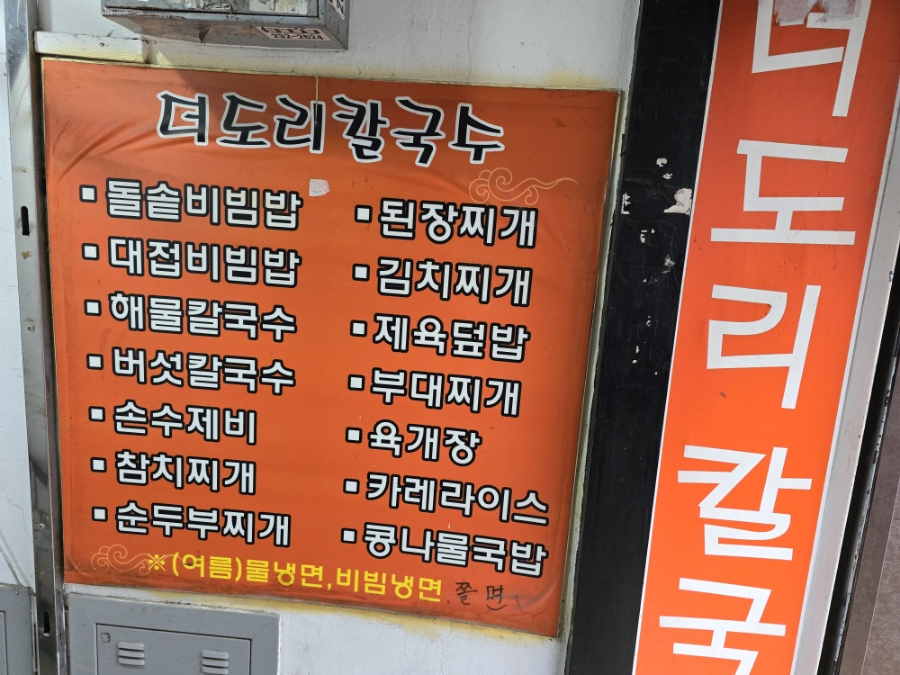 232-2624
더도리칼국수
▪돌솥비빔밥
▪대접비빔밥
▪해물칼국수
▪버섯칼국수
▪손수제비
▪참치찌개
▪순두부찌개
▪된장찌개
▪김치찌개
▪제육덮밥
▪부대찌개
▪육개장
▪카레라이스
▪콩나물국밥
※(여름)물냉면,비빔냉면,쫄면
더도리칼국